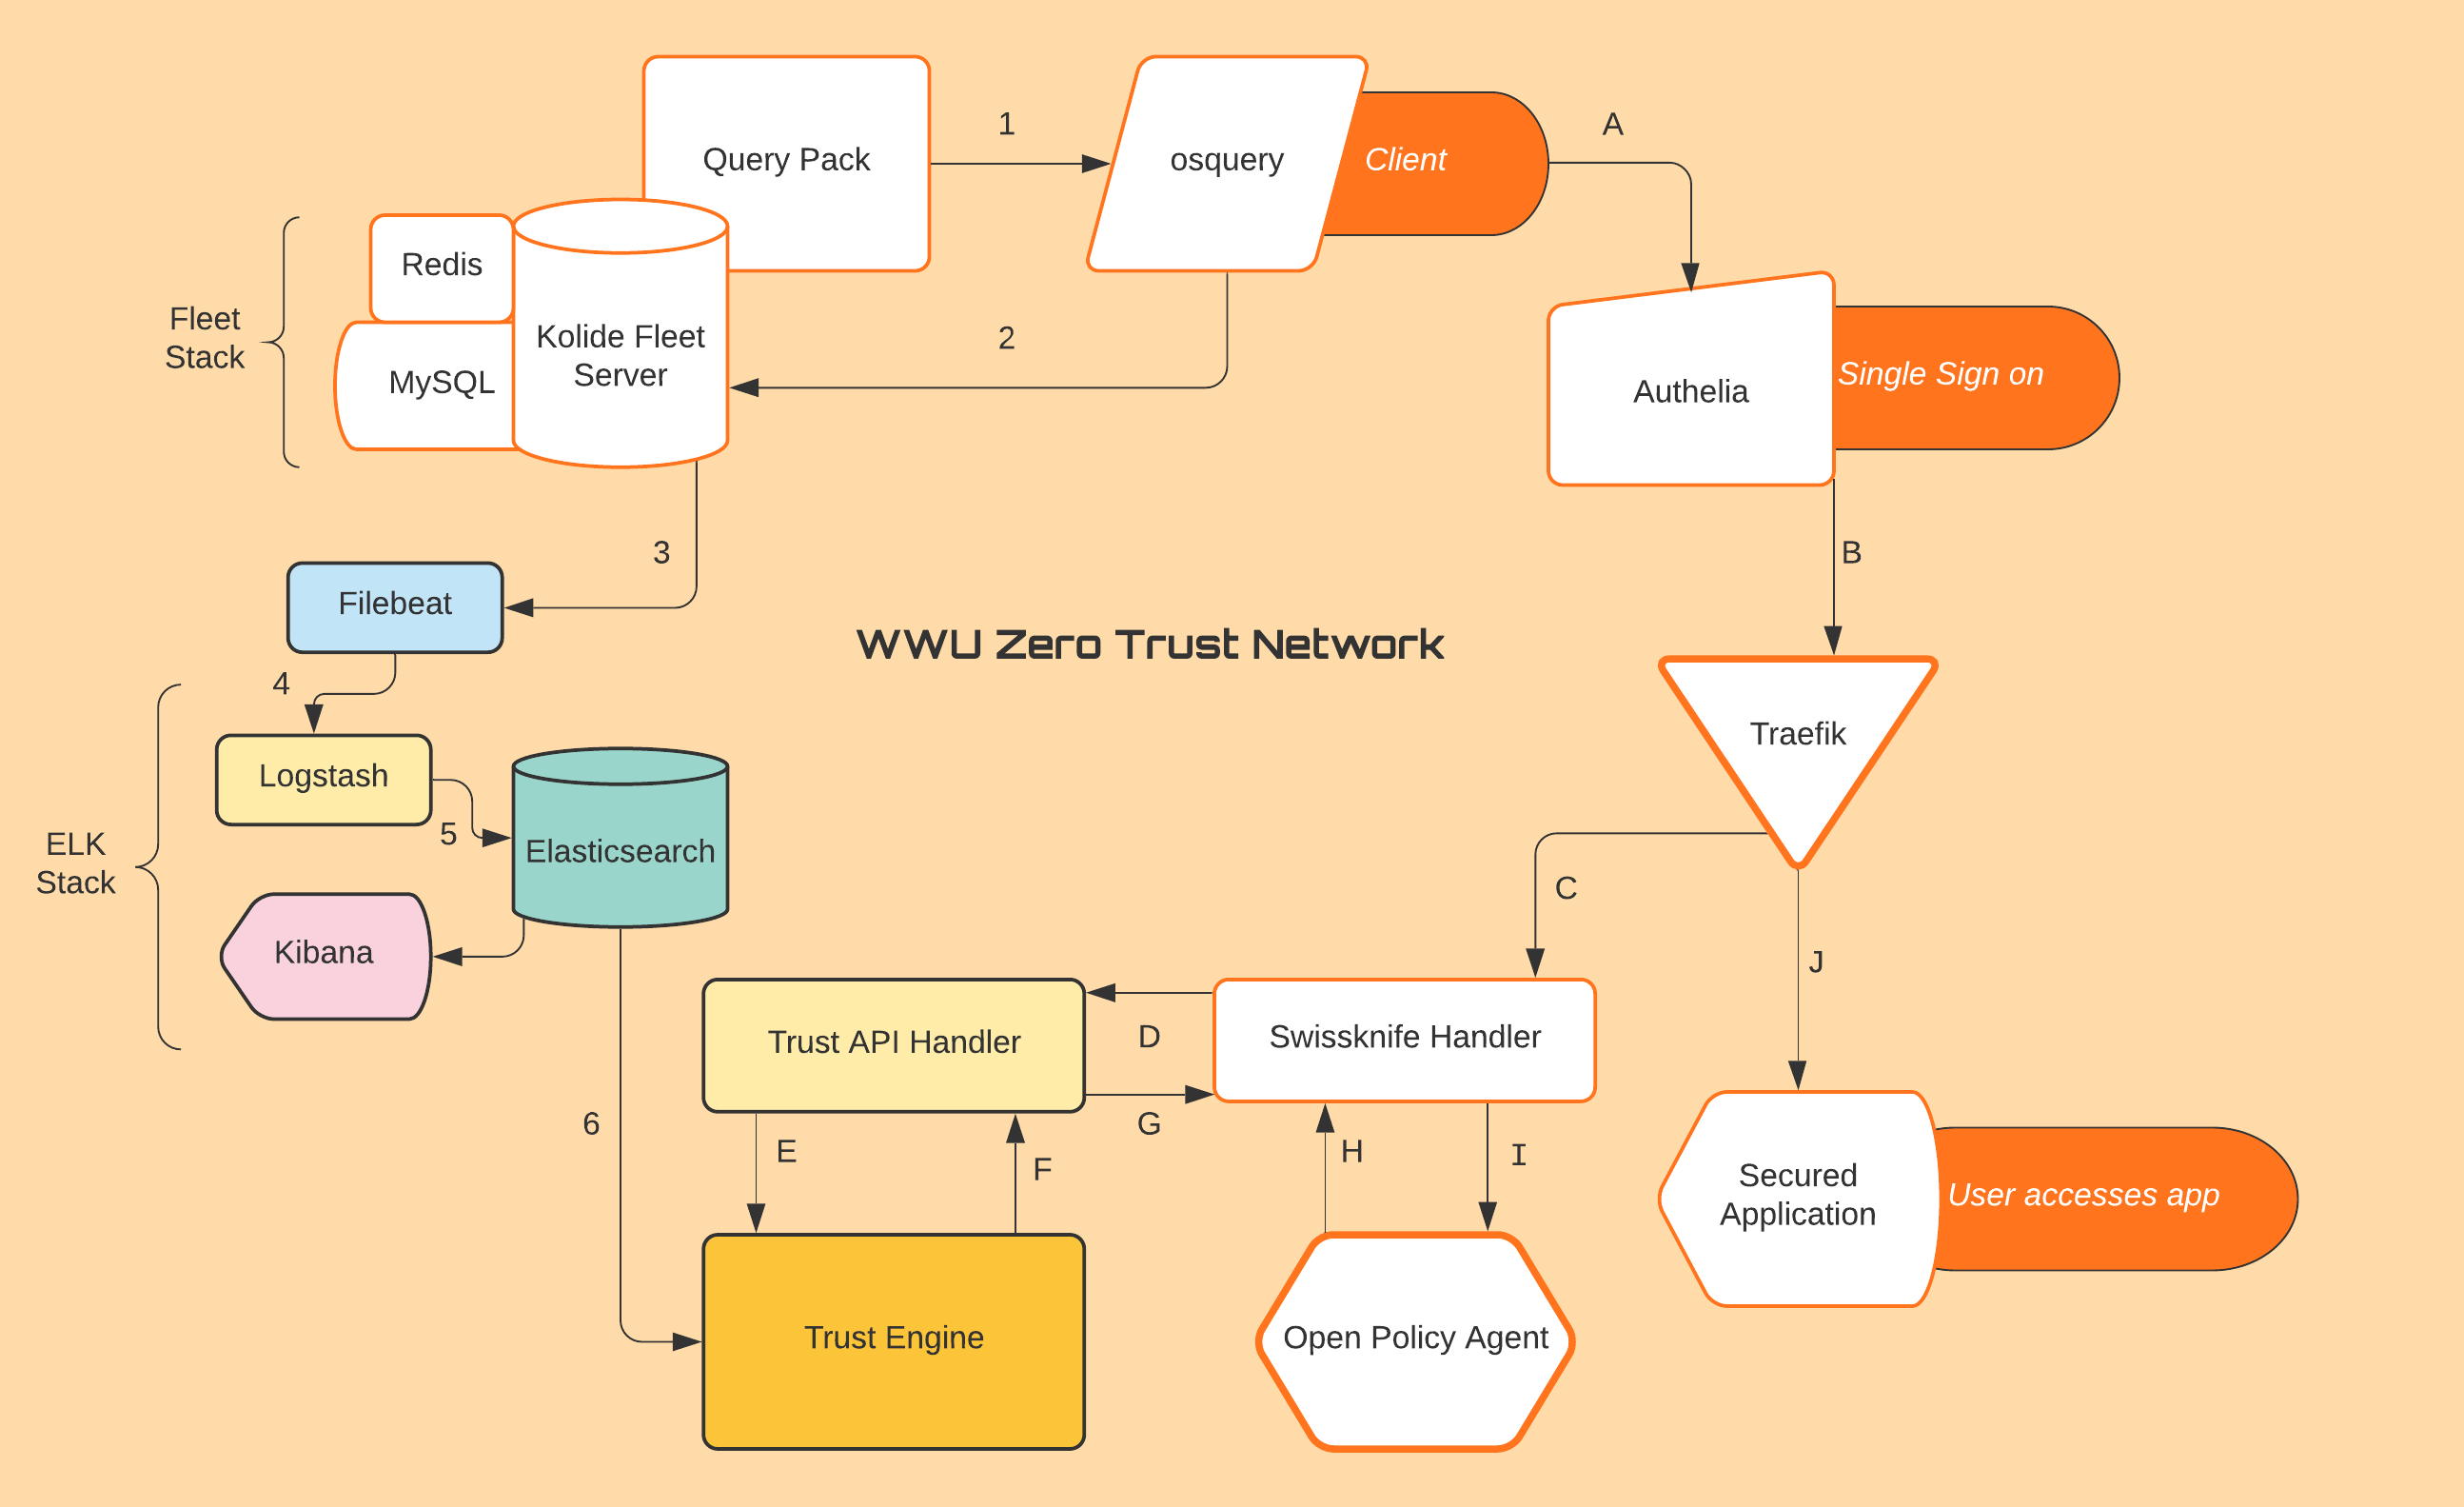 Query Pack
1
osquery
Client
A
Redis
Fleet
Stack
MySQL
Kolide Fleet
Server
2
Authelia
Single Sign on
3
B
Filebeat
WWU Zero Trust Network
4
Logstash
5
Elasticsearch
ELK
Stack
Kibana
Traefik
C
J
Trust API Handler
D
Swissknife Handler
G
6
E
F
H
I
Secured
Application
User accesses app
Trust Engine
Open Policy Agent